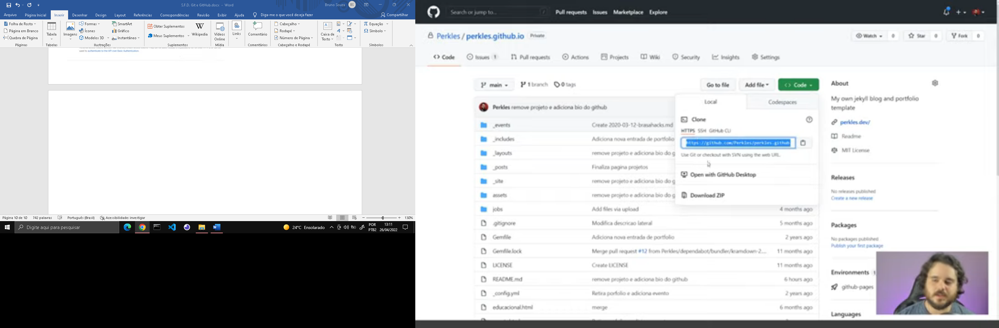 S.F.D. Git e GitHub.docx - Word
Bruno Souza
BS
Arquivo
Página Inicial
Inserir
Desenhar
Design
Layout
Referências
Correspondências
Revisão
Exibir
Ajuda
Diga-me o que você deseja fazer
Compartilhar
Folha de Rosto
Página em Branco
Quebra de Página
Páginas
Tabela
Tabelas
Imagens
Formas
Ícones
Modelos 3D
SmartArt
Gráfico
Instantâneo
Ilustrações
Obter Suplementos
Meus Suplementos
Wikipedia
Suplementos
Vídeos
Online
Mídia
Links
Comentário
Comentários
Cabeçalho
Rodapé
Número de Página
Cabeçalho e Rodapé
Caixa de
Texto
Texto
Equação
Símbolo
Símbolos
used to authenticate to the API over Basic Authentication.
Página 10 de 10
742 palavras
Português (Brasil)
Acessibilidade: investigar
130%
Digite aqui para pesquisar
24°C Ensolarado
POR
PTB2
13:11
26/04/2022
Search or jump to...
Pull requests
Issues
Marketplace
Explore
Perkles / perkles.github.io
Private
Watch 0
Star 0
Fork 0
Code
Issues 1
Pull requests
Actions
Projects
Wiki
Security
Insights
Settings
main
1 branch
0 tags
Go to file
Add file
Code
Perkles remove projeto e adiciona bio do github
Local
Codespaces
Clone
HTTPS SSH GitHub CLI
https://github.com/Perkles/perkles.github
Use Git or checkout with SVN using the web URL.
Open with GitHub Desktop
Download ZIP
_events Create 2020-03-12-brasahacks.md
_includes Adiciona nova entrada de portfolio
_layouts remove projeto e adiciona bio do g
_posts Finaliza pagina projetos
_site remove projeto e adiciona bio do g
assets remove projeto e adiciona bio do g
jobs Add files via upload 4 months ago
.gitignore Modifica descricao lateral 5 months ago
Gemfile Adiciona nova entrada de portfolio 2 years ago
Gemfile.lock Merge pull request #12 from Perkles/dependabot/bundler/kramdown-2.... 11 months ago
LICENSE Create LICENSE 11 months ago
README.md remove projeto e adiciona bio do github 6 hours ago
_config.yml Retira porfolio e adiciona evento 2 years ago
educacional.html merge 6 months ago
About
My own jekyll blog and portfolio
template
perkles.dev/
Readme
MIT License
Releases
No releases published
Create a new release
Packages
No packages published
Publish your first package
Environments 1
github-pages
Languages